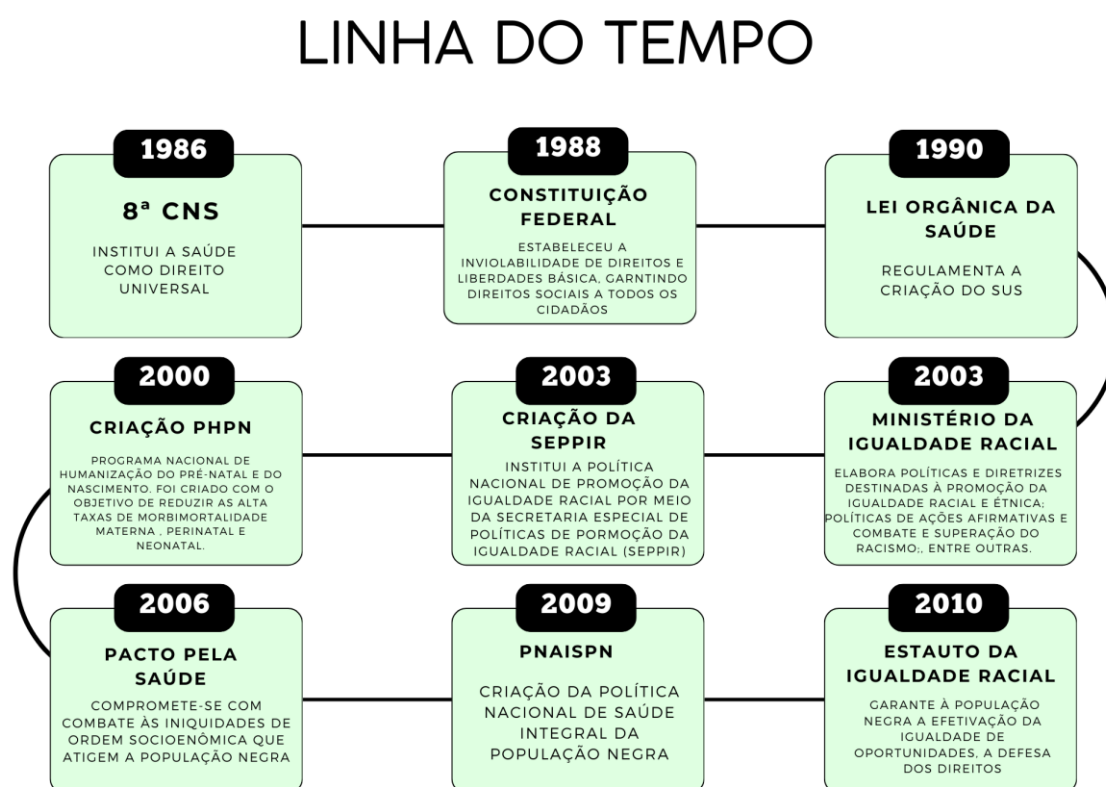 LINHA DO TEMPO
1986
8ª CNS
INSTITUI A SAÚDE
COMO DIREITO
UNIVERSAL
1988
CONSTITUIÇÃO
FEDERAL
ESTABELECEU A
INVIOLABILIDADE DE DIREITOS E
LIBERDADES BÁSICA, GARNTINDO
DIREITOS SOCIAIS A TODOS OS
CIDADÃOS
1990
LEI ORGÂNICA DA
SAÚDE
REGULAMENTA A
CRIAÇÃO DO SUS
2000
CRIAÇÃO PHPN
PROGRAMA NACIONAL DE
HUMANIZAÇÃO DO PRÉ-NATAL E DO
NASCIMENTO. FOI CRIADO COM O
OBJETIVO DE REDUZIR AS ALTA
TAXAS DE MORBIMORTALIDADE
MATERNA , PERINATAL E
NEONATAL.
2003
CRIAÇÃO DA
SEPPIR
INSTITUI A POLÍTICA
NACIONAL DE PROMOÇÃO DA
IGUALDADE RACIAL POR MEIO
DA SECRETARIA ESPECIAL DE
POLÍTICAS DE PORMOÇÃO DA
IGUALDADE RACIAL (SEPPIR)
2003
MINISTÉRIO DA
IGUALDADE RACIAL
ELABORA POLÍTICAS E DIRETRIZES
DESTINADAS À PROMOÇÃO DA
IGUALDADE RACIAL E ÉTNICA;
POLÍTICAS DE AÇÕES AFIRMATIVAS E
COMBATE E SUPERAÇÃO DO
RACISMO;, ENTRE OUTRAS.
2006
PACTO PELA
SAÚDE
COMPROMETE-SE COM
COMBATE ÀS INIQUIDADES DE
ORDEM SOCIOENÔMICA QUE
ATIGEM A POPULAÇÃO NEGRA
2009
PNAISPN
CRIAÇÃO DA POLÍTICA
NACIONAL DE SAÚDE
INTEGRAL DA
POPULAÇÃO NEGRA
2010
ESTAUTO DA
IGUALDADE RACIAL
GARANTE À POPULAÇÃO
NEGRA A EFETIVAÇÃO DA
IGUALDADE DE
OPORTUNIDADES, A DEFESA
DOS DIREITOS